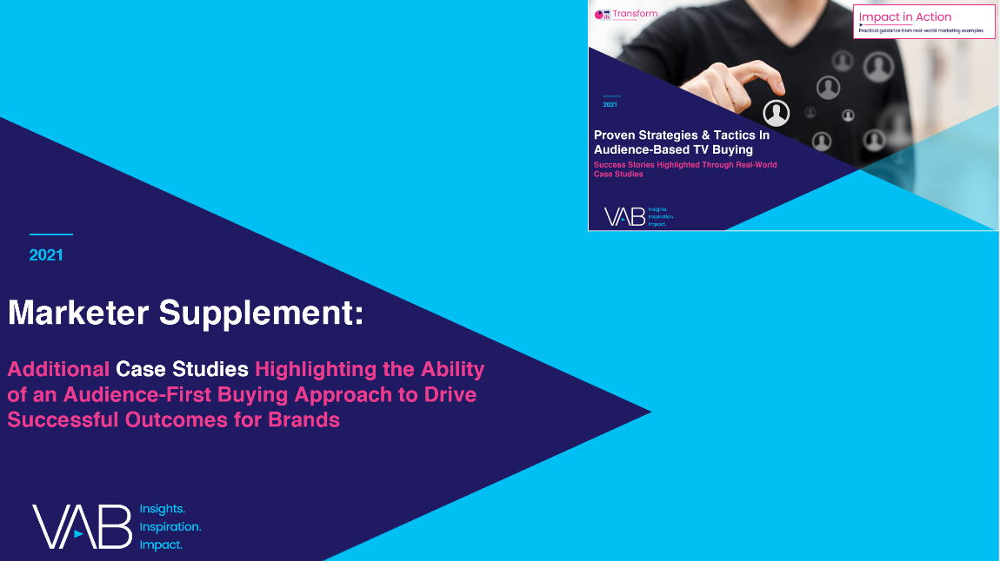 Transform
Impact in Action
Practical guidance from real-world marketing examples
2021
Proven Strategies & Tactics In
Audience-Based TV Buying
Success Stories Highlighted Through Real-World
Case Studies
VAB
Insights.
Inspiration.
Impact.
2021
Marketer Supplement:
Additional Case Studies Highlighting the Ability
of an Audience-First Buying Approach to Drive
Successful Outcomes for Brands
VAB
Insights.
Inspiration.
Impact.